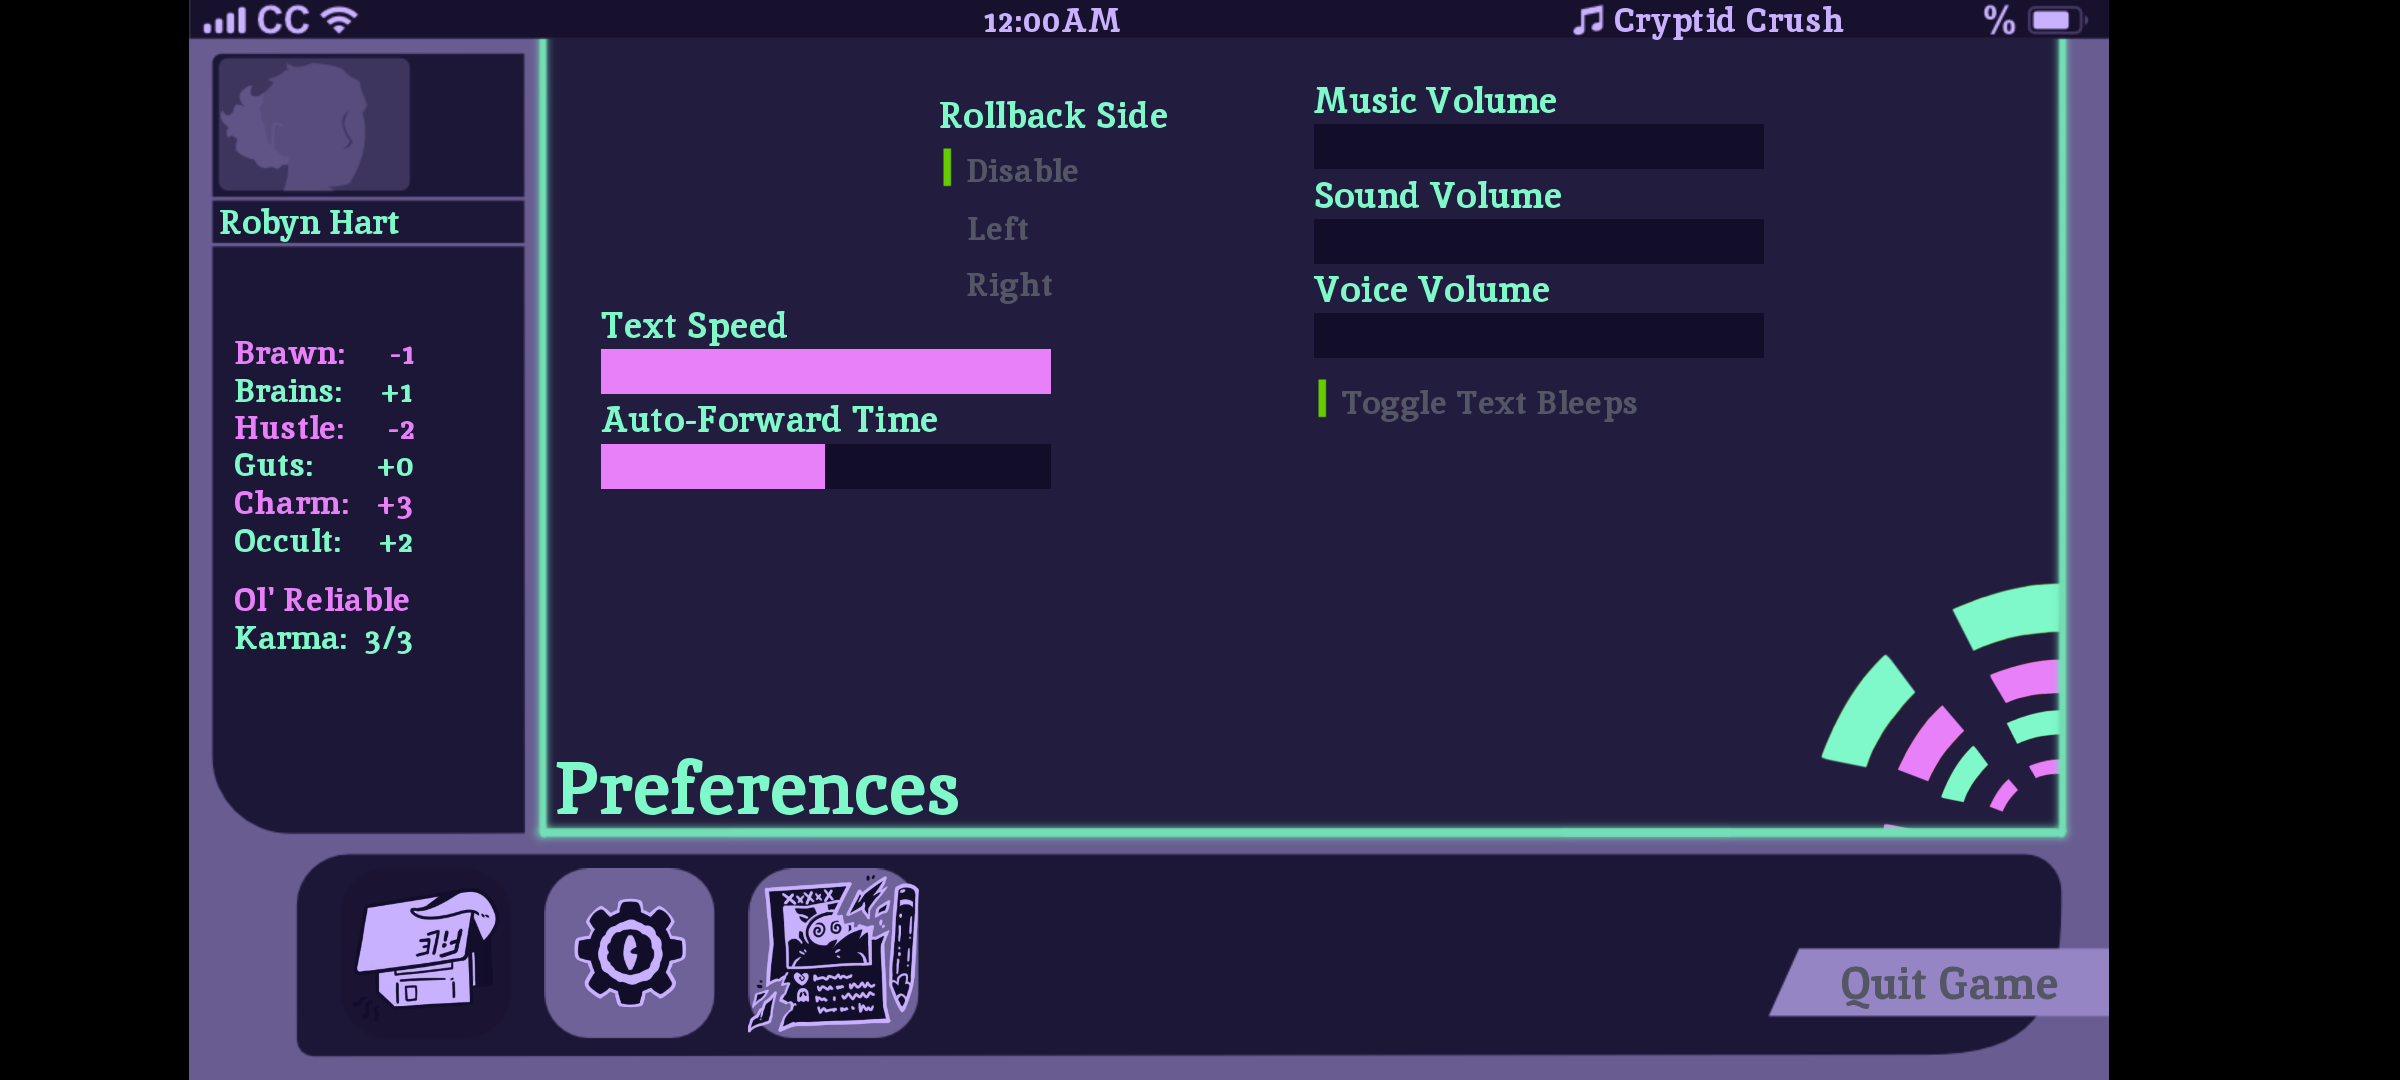 CC
12:00AM
Cryptid Crush
%
Robyn Hart
Brawn: -1
Brains: +1
Hustle: -2
Guts: +0
Charm: +3
Occult: +2
Ol' Reliable
Karma: 3/3
Rollback Side
Disable
Left
Right
Text Speed
Auto-Forward Time
Music Volume
Sound Volume
Voice Volume
Toggle Text Bleeps
Preferences
XxXxX
Quit Game